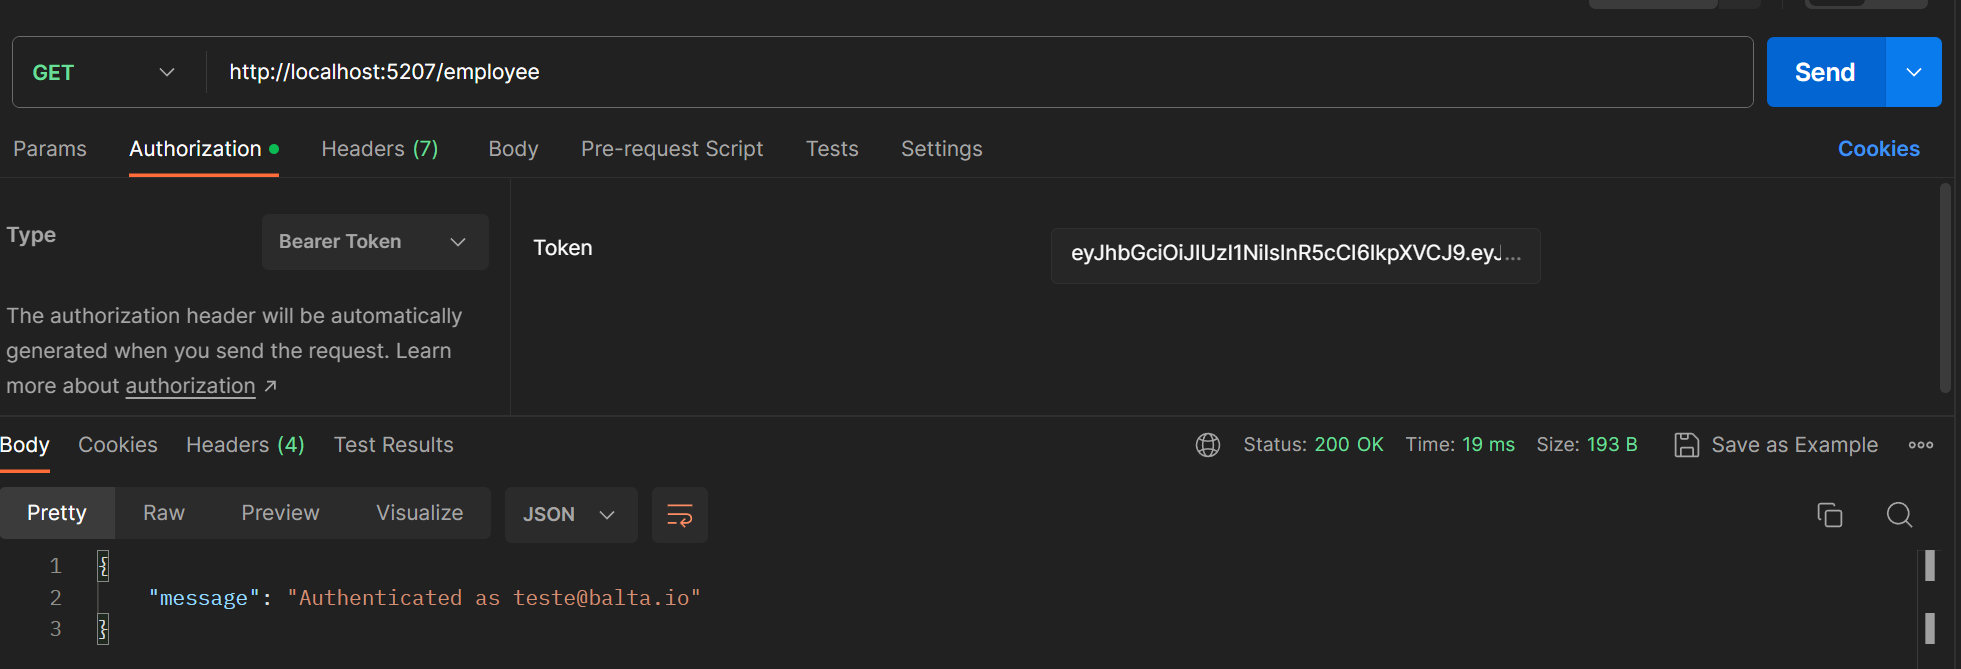 GET http://localhost:5207/employee Send
Params Authorization Headers (7) Body Pre-request Script Tests Settings Cookies
Type Bearer Token
The authorization header will be automatically
generated when you send the request. Learn
more about authorization ↗
Token eyJhbGciOiJIUzI1NiIsInR5cCI6IkpXVCJ9.eyJ...
Body Cookies Headers (4) Test Results Status: 200 OK Time: 19 ms Size: 193 B Save as Example
Pretty Raw Preview Visualize JSON
1 {
2 "message": "Authenticated as teste@balta.io"
3 }